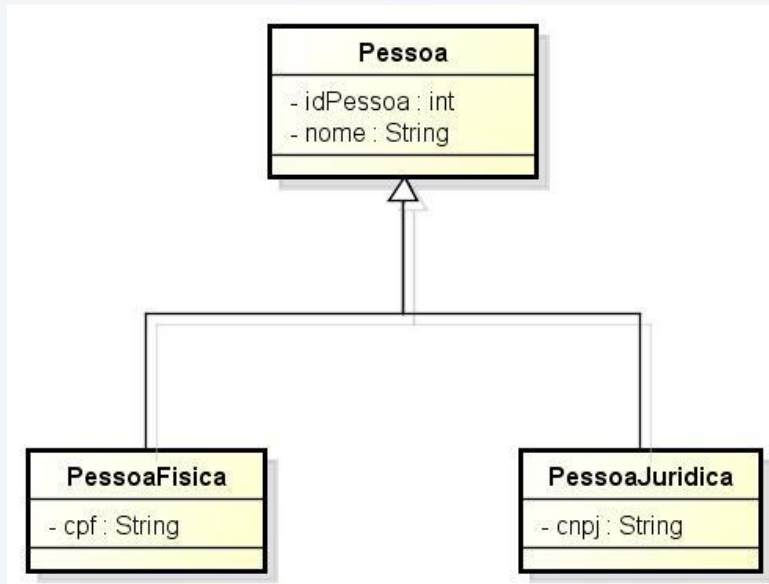 Pessoa
- idPessoa : int
- nome : String
PessoaFisica
- cpf : String
PessoaJuridica
- cnpj : String